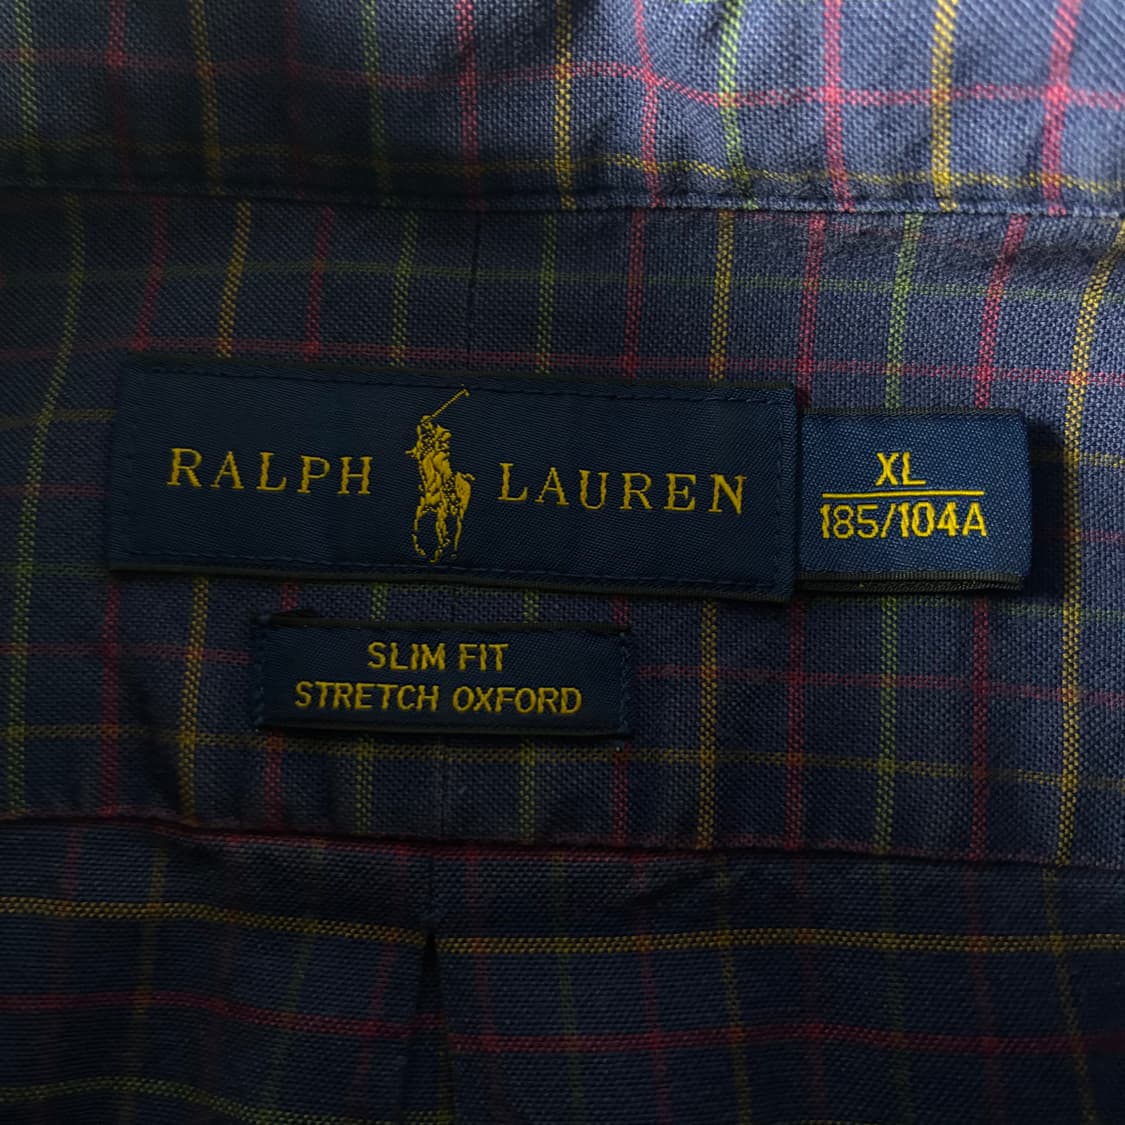 RALPH LAUREN
XL
185/104A
SLIM FIT
STRETCH OXFORD